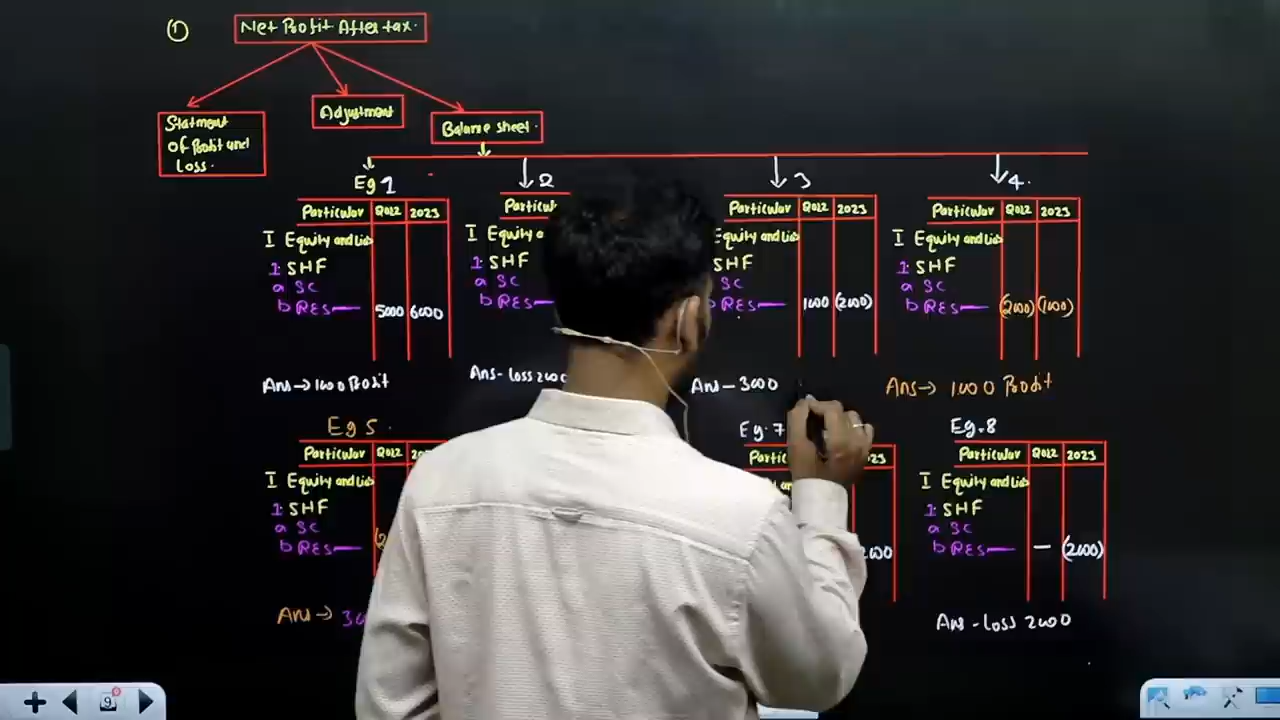 ①
Net Profit After tax.
Statment
of Profit and
Loss.
Adjustment
Balance sheet.
Eg 1
Particular 2022 2023
I Equity and Lia
1. SHF
a SC
b RES 5000 6000
Ans → 1000 Profit
2
I Equity
1. SHF
a SC
b RES
Ans - Loss 2000
3
Particular 2022 2023
Equity and Lia
SHF
SC
b RES 1000 (2000)
Ans - 3000
4.
Particular 2022 2023
I Equity and Lia
1. SHF
a SC
b RES (2000) (1000)
Ans → 1000 Profit
Eg 5.
Particular 2022
I Equity and Lia
1. SHF
a SC
b RES
Ans →
Eg. 7
Eg. 8
Particular 2022 2023
I Equity and Lia
1. SHF
a SC
b RES — (2000)
Ans - Loss 2000
9